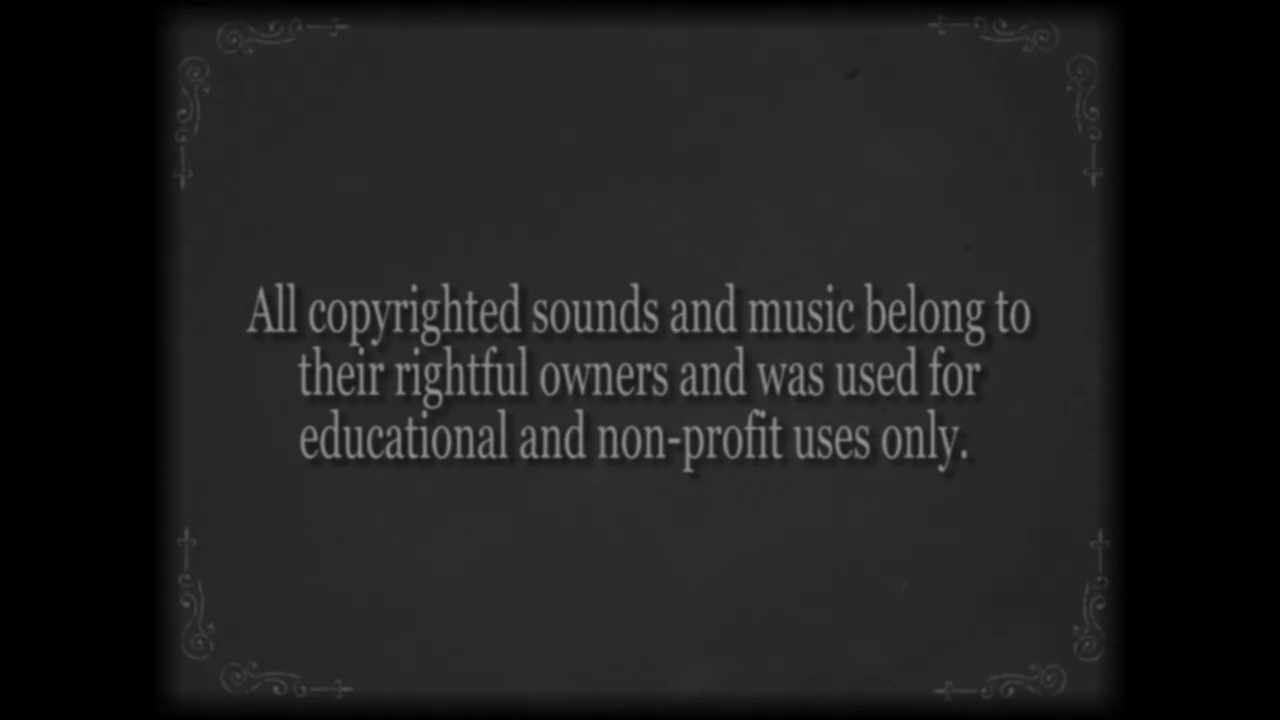 All copyrighted sounds and music belong to
their rightful owners and was used for
educational and non-profit uses only.